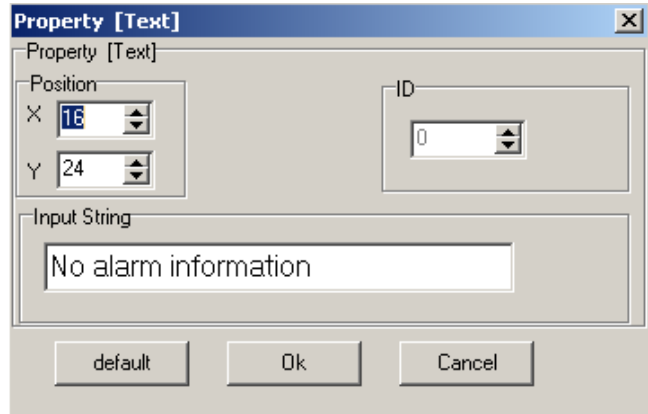 Property [Text]
Property [Text]
Position
ID
X 16
0
Y 24
Input String
No alarm information
default Ok Cancel